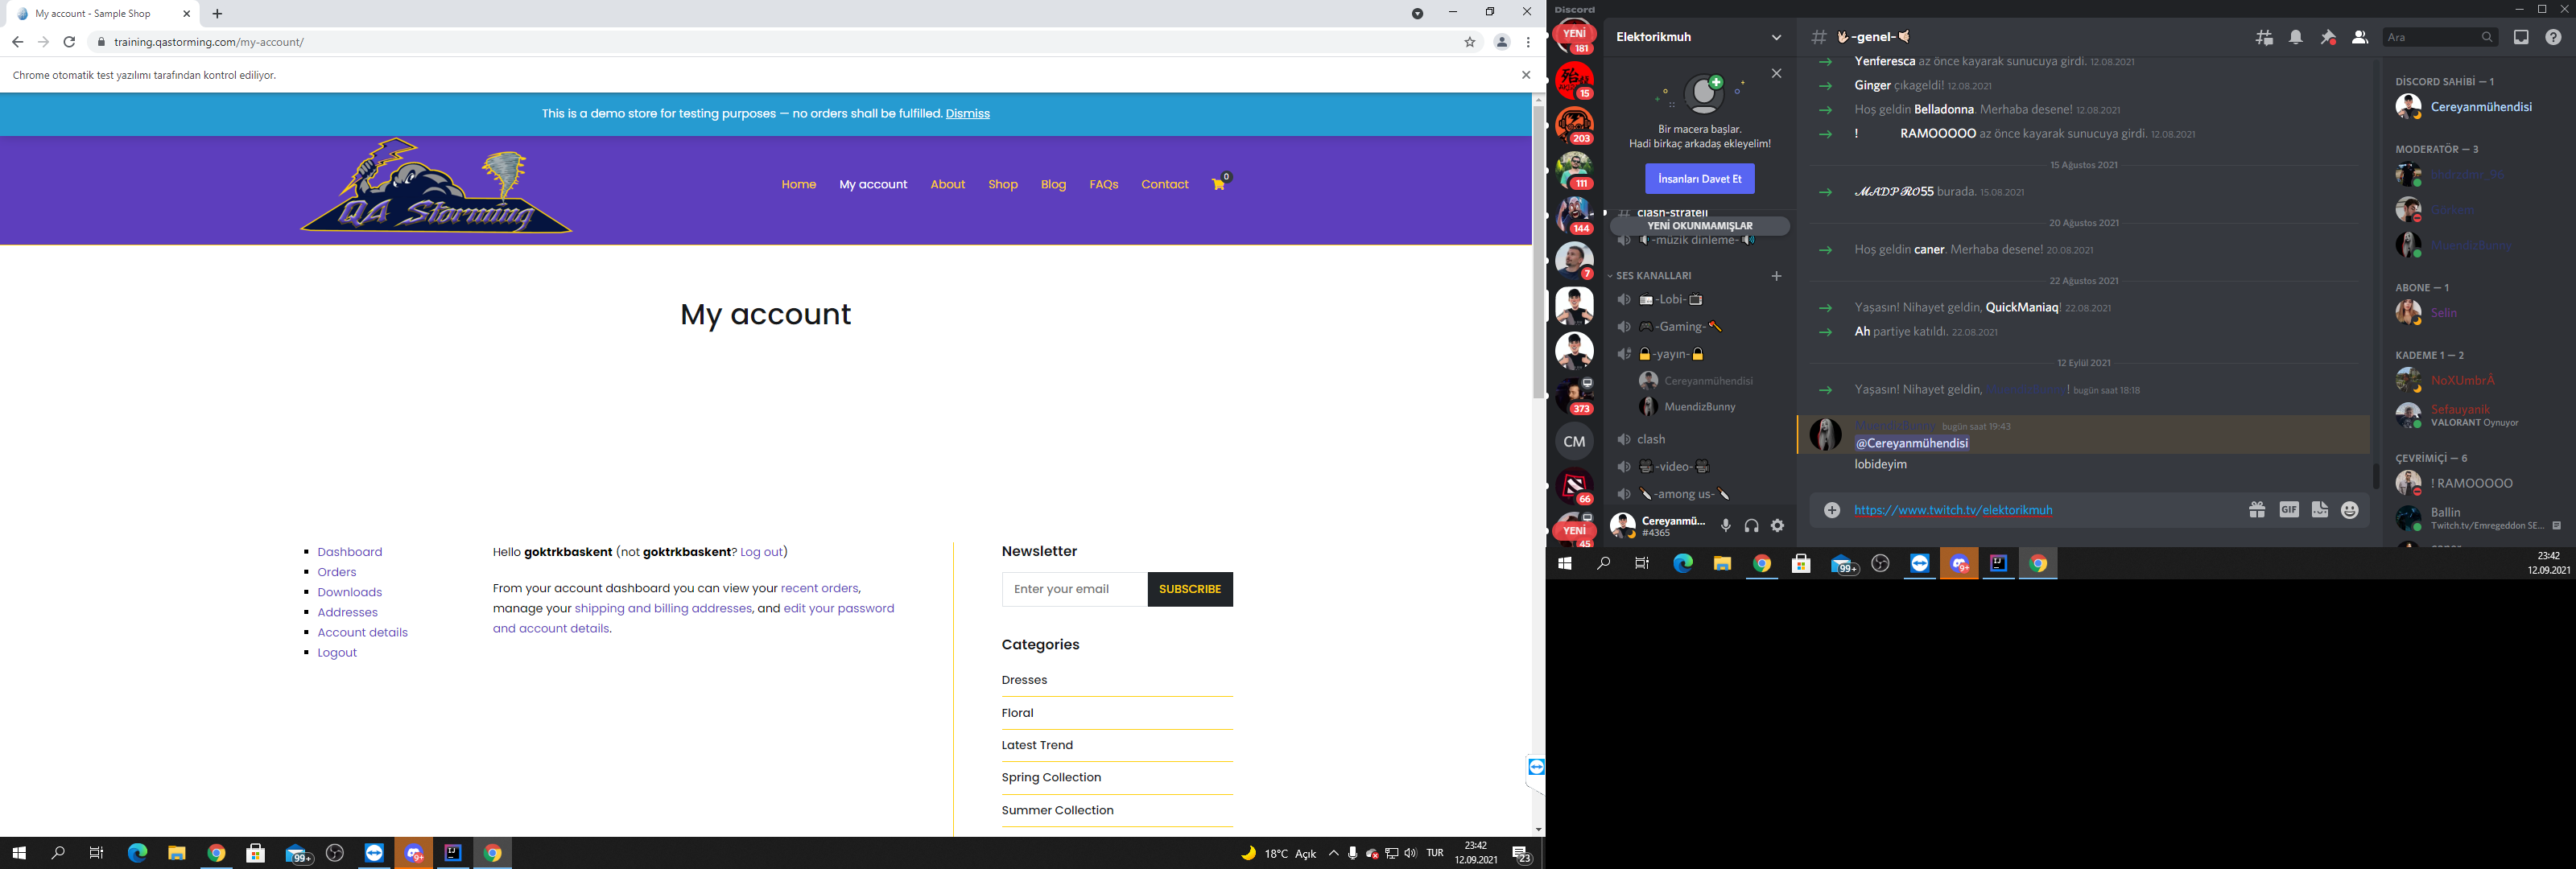 My account - Sample Shop
training.qastorming.com/my-account/
Chrome otomatik test yazılımı tarafından kontrol ediliyor.
This is a demo store for testing purposes — no orders shall be fulfilled. Dismiss
QA Storming
Home My account About Shop Blog FAQs Contact 0
My account
Dashboard
Orders
Downloads
Addresses
Account details
Logout
Hello goktrkbaskent (not goktrkbaskent? Log out)
From your account dashboard you can view your recent orders,
manage your shipping and billing addresses, and edit your password
and account details.
Newsletter
Enter your email SUBSCRIBE
Categories
Dresses
Floral
Latest Trend
Spring Collection
Summer Collection
99+ 9+ 18°C Açık TUR 23:42
12.09.2021 23
Discord
YENİ
181
15
203
111
144
7
373
CM
66
YENİ
45
Elektorikmuh
Bir macera başlar.
Hadi birkaç arkadaş ekleyelim!
İnsanları Davet Et
clash-strateji
YENİ OKUNMAMIŞLAR
-müzik dinleme-
SES KANALLARI
-Lobi-
-Gaming-
-yayın-
Cereyanmühendisi
MuendizBunny
clash
-video-
-among us-
Cereyanmü...
#4365
-genel-
Ara
Yenferesca az önce kayarak sunucuya girdi. 12.08.2021
Ginger çıkageldi! 12.08.2021
Hoş geldin Belladonna. Merhaba desene! 12.08.2021
! RAMOOOOO az önce kayarak sunucuya girdi. 12.08.2021
15 Ağustos 2021
𝓜𝓐𝓓𝓟𝓡𝓞55 burada. 15.08.2021
20 Ağustos 2021
Hoş geldin caner. Merhaba desene! 20.08.2021
22 Ağustos 2021
Yaşasın! Nihayet geldin, QuickManiaq! 22.08.2021
Ah partiye katıldı. 22.08.2021
12 Eylül 2021
Yaşasın! Nihayet geldin, ! bugün saat 18:18
MuendizBunny bugün saat 19:43
@Cereyanmühendisi
lobideyim
https://www.twitch.tv/elektorikmuh
GIF
DİSCORD SAHİBİ — 1
Cereyanmühendisi
MODERATÖR — 3
Görkem
MuendizBunny
ABONE — 1
Selin
KADEME 1 — 2
NoXUmbrÂ
Sefauyanik
VALORANT Oynuyor
ÇEVRİMİÇİ — 6
! RAMOOOOO
Ballin
Twitch.tv/Emregeddon SE...
99+ 9+ 23:42
12.09.2021